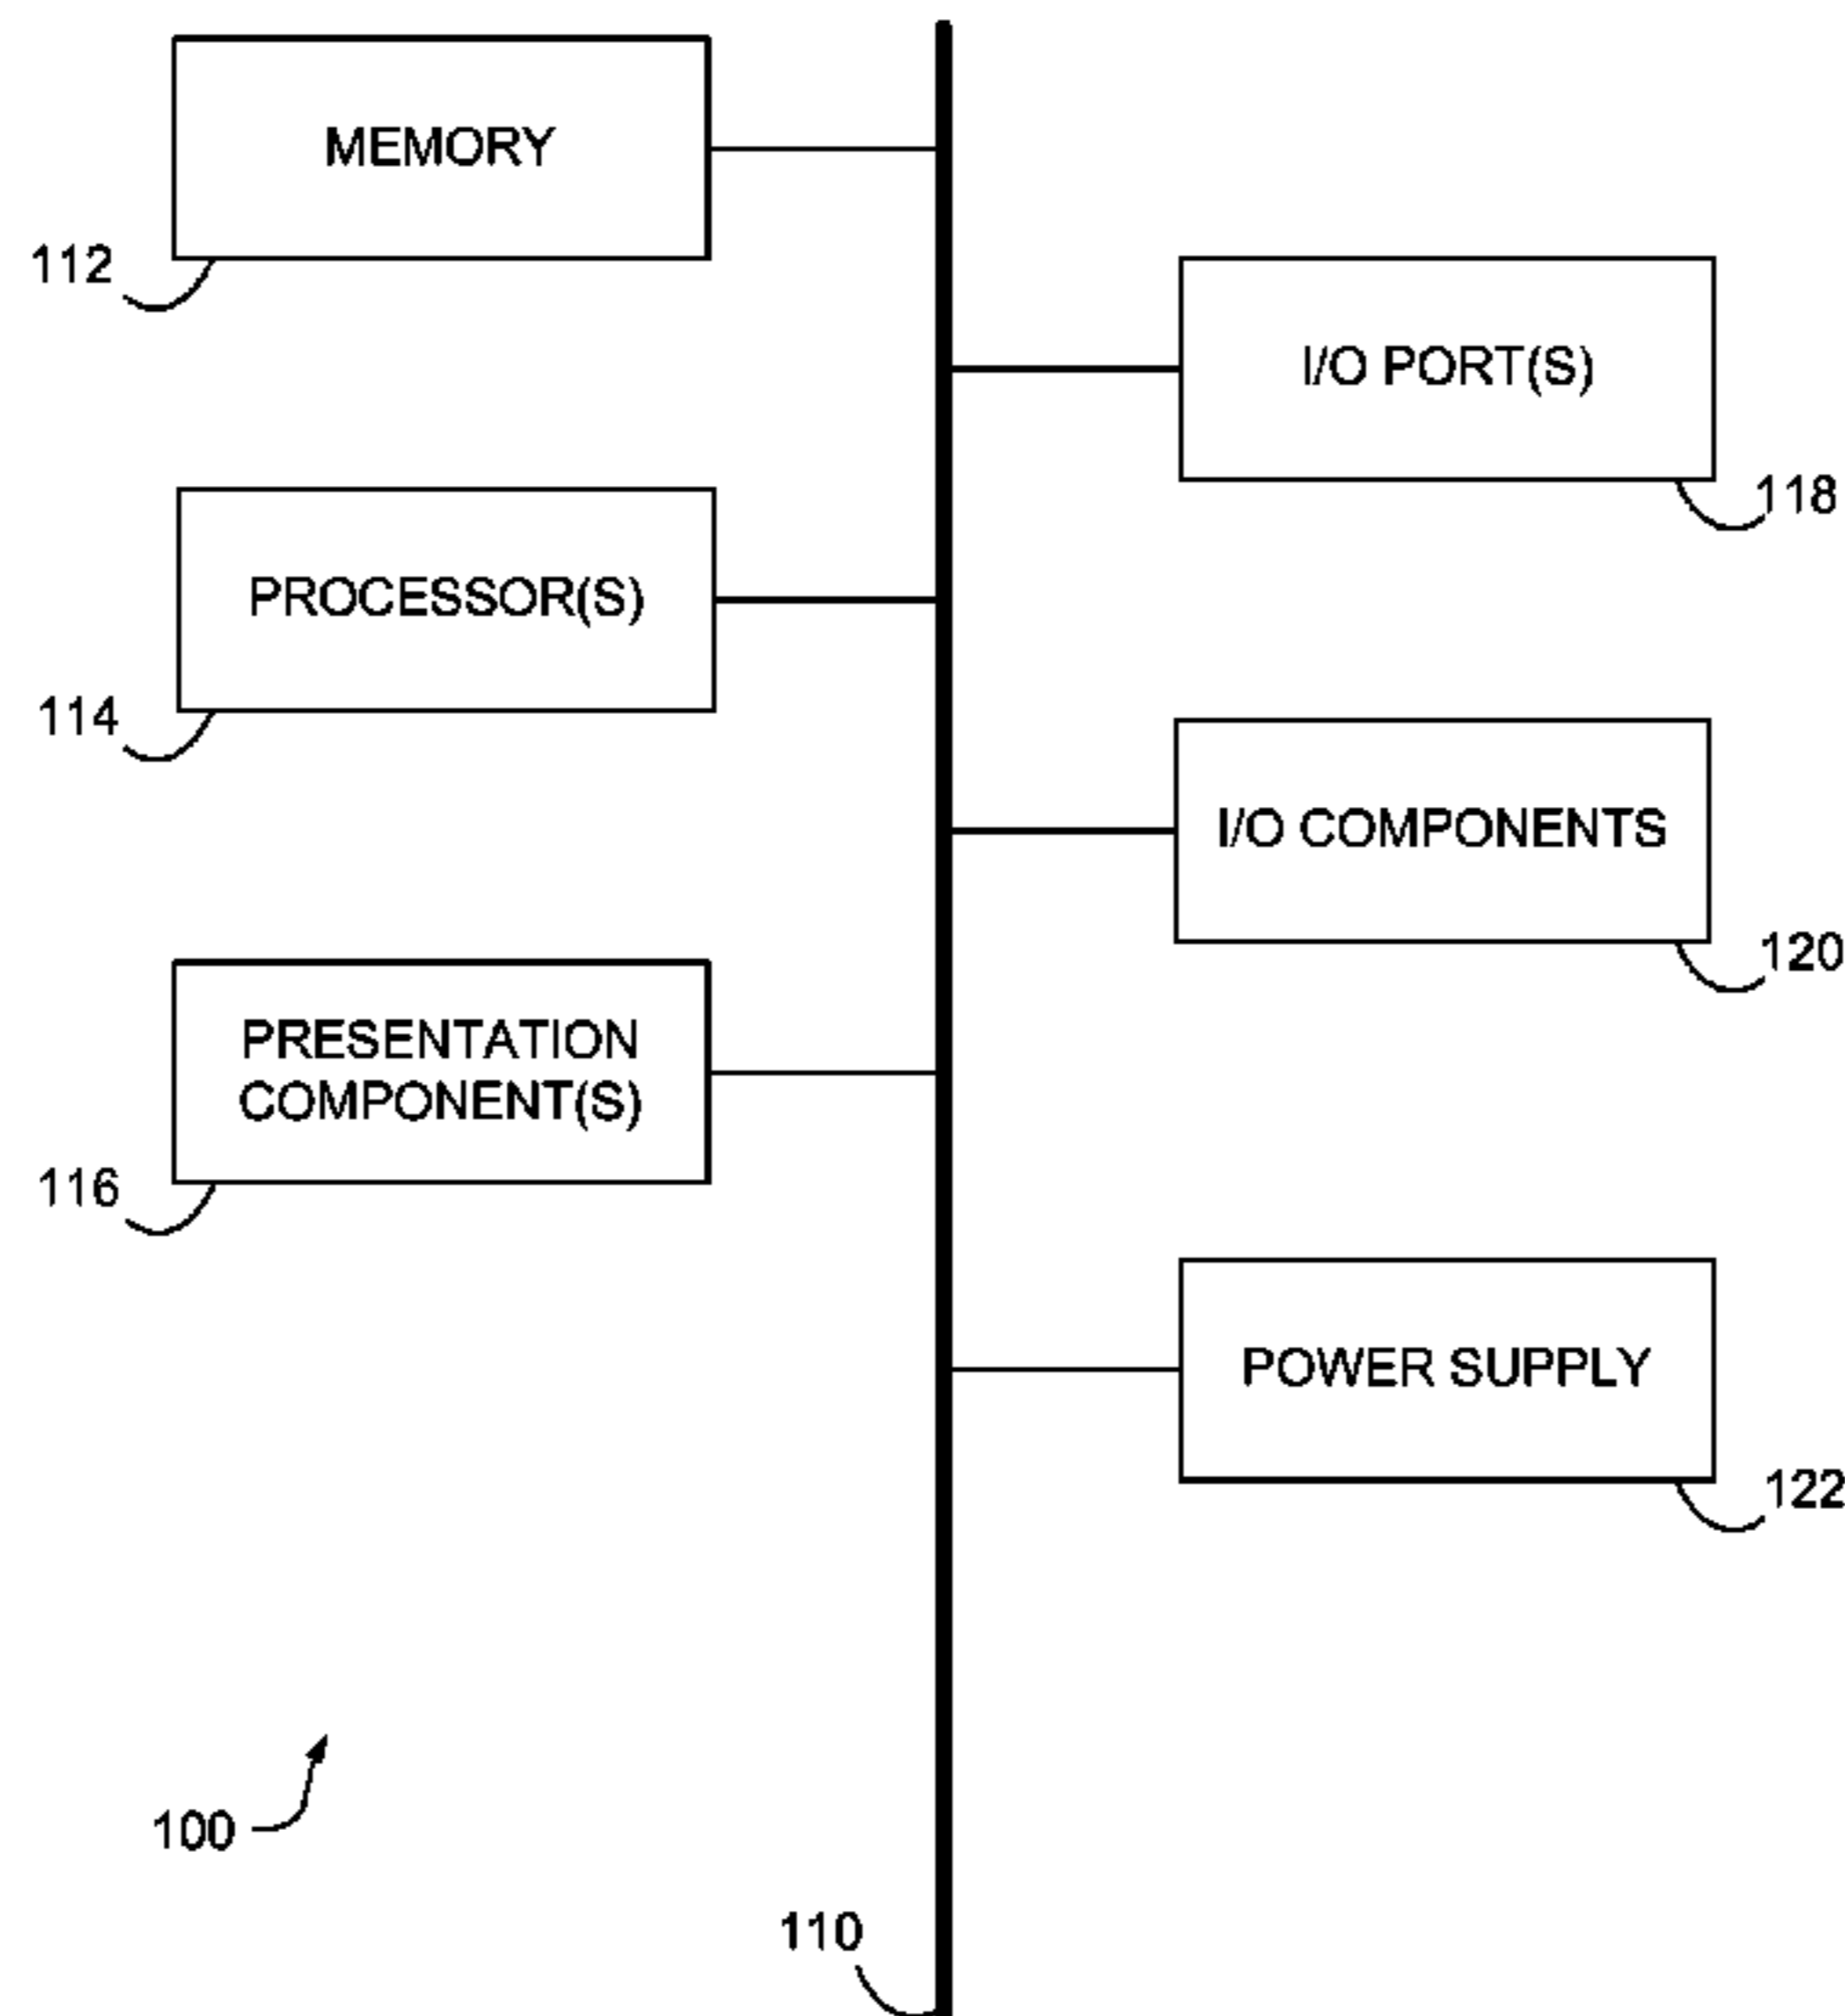 MEMORY
112
I/O PORT(S)
118
PROCESSOR(S)
114
I/O COMPONENTS
120
PRESENTATION
COMPONENT(S)
116
POWER SUPPLY
122
100
110